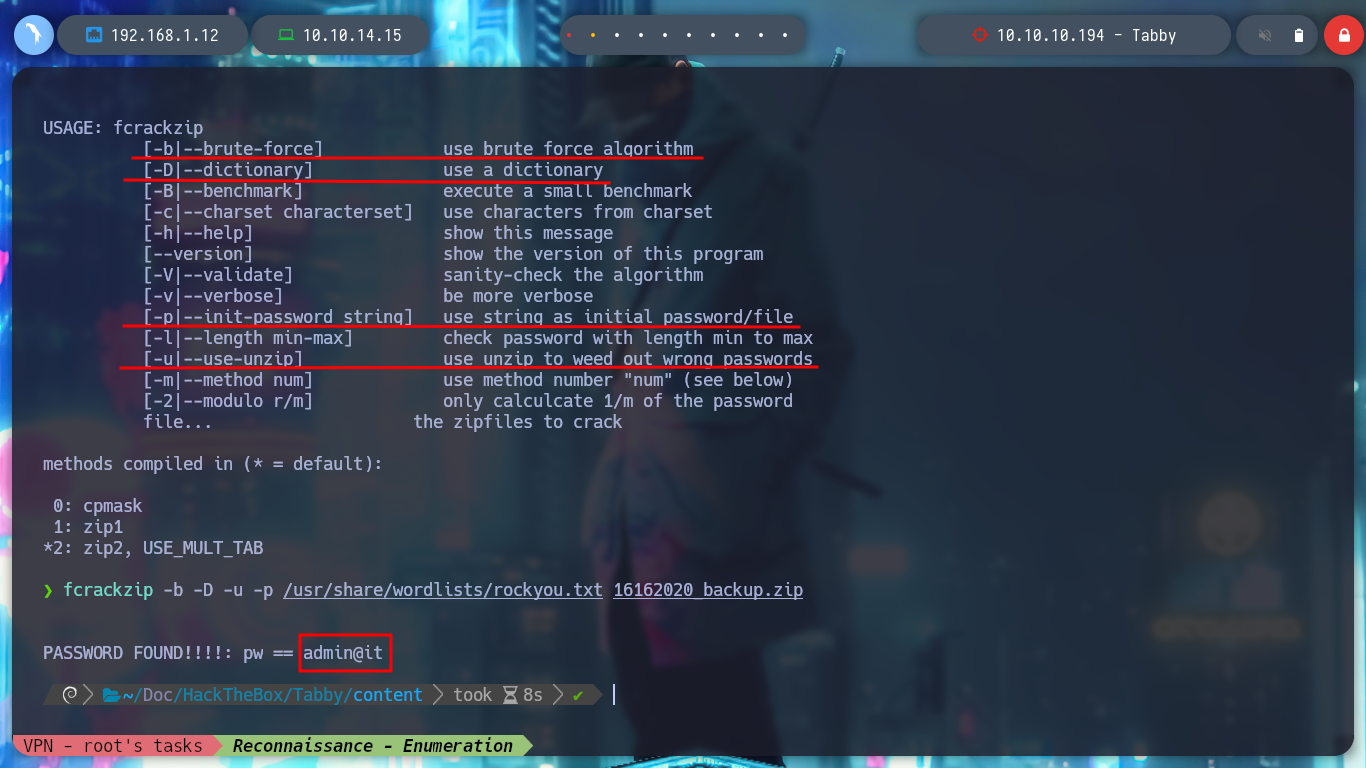 192.168.1.12
10.10.14.15
10.10.10.194 - Tabby
USAGE: fcrackzip
[-b|--brute-force] use brute force algorithm
[-D|--dictionary] use a dictionary
[-B|--benchmark] execute a small benchmark
[-c|--charset characterset] use characters from charset
[-h|--help] show this message
[--version] show the version of this program
[-V|--validate] sanity-check the algorithm
[-v|--verbose] be more verbose
[-p|--init-password string] use string as initial password/file
[-l|--length min-max] check password with length min to max
[-u|--use-unzip] use unzip to weed out wrong passwords
[-m|--method num] use method number "num" (see below)
[-2|--modulo r/m] only calculcate 1/m of the password
file... the zipfiles to crack
methods compiled in (* = default):
0: cpmask
1: zip1
*2: zip2, USE_MULT_TAB
❯ fcrackzip -b -D -u -p /usr/share/wordlists/rockyou.txt 16162020_backup.zip
PASSWORD FOUND!!!!: pw == admin@it
~/Doc/HackTheBox/Tabby/content took 8s ✔
VPN - root's tasks Reconnaissance - Enumeration